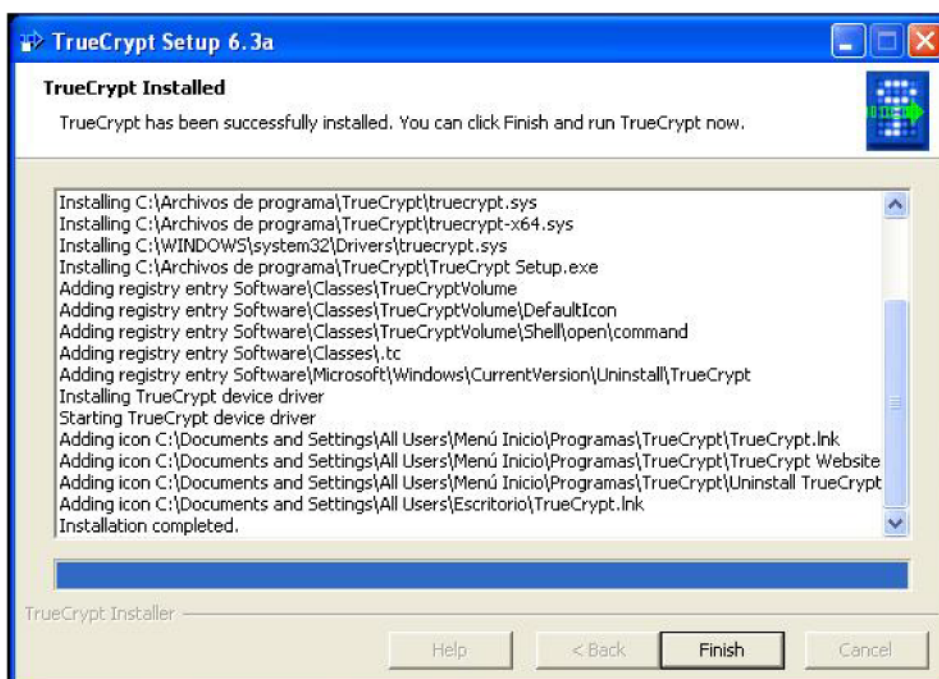 TrueCrypt Setup 6.3a
TrueCrypt Installed
TrueCrypt has been successfully installed. You can click Finish and run TrueCrypt now.
Installing C:\Archivos de programa\TrueCrypt\truecrypt.sys
Installing C:\Archivos de programa\TrueCrypt\truecrypt-x64.sys
Installing C:\WINDOWS\system32\Drivers\truecrypt.sys
Installing C:\Archivos de programa\TrueCrypt\TrueCrypt Setup.exe
Adding registry entry Software\Classes\TrueCryptVolume
Adding registry entry Software\Classes\TrueCryptVolume\DefaultIcon
Adding registry entry Software\Classes\TrueCryptVolume\Shell\open\command
Adding registry entry Software\Classes\.tc
Adding registry entry Software\Microsoft\Windows\CurrentVersion\Uninstall\TrueCrypt
Installing TrueCrypt device driver
Starting TrueCrypt device driver
Adding icon C:\Documents and Settings\All Users\Menú Inicio\Programas\TrueCrypt\TrueCrypt.lnk
Adding icon C:\Documents and Settings\All Users\Menú Inicio\Programas\TrueCrypt\TrueCrypt Website
Adding icon C:\Documents and Settings\All Users\Menú Inicio\Programas\TrueCrypt\Uninstall TrueCrypt
Adding icon C:\Documents and Settings\All Users\Escritorio\TrueCrypt.lnk
Installation completed.
TrueCrypt Installer
Help < Back Finish Cancel